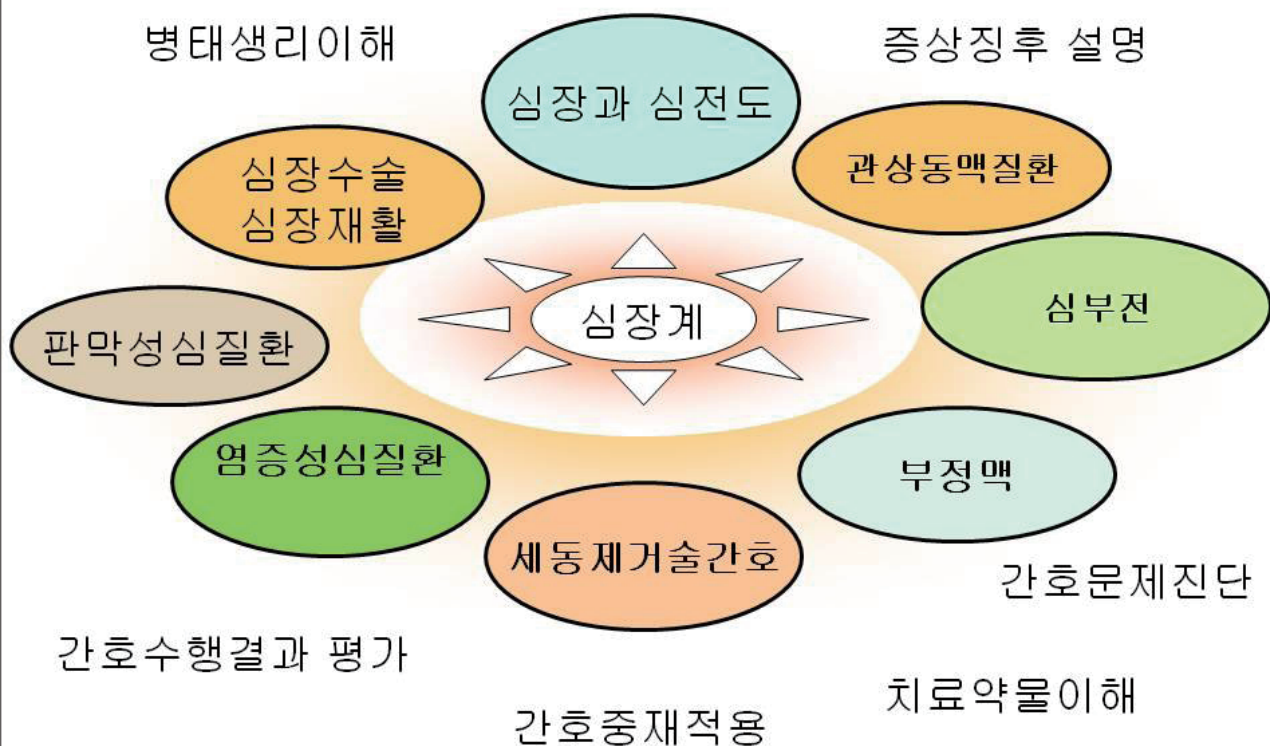 병태생리이해
증상징후 설명
심장과 심전도
관상동맥질환
심장수술
심장재활
심부전
심장계
판막성심질환
염증성심질환
부정맥
세동제거술간호
간호문제진단
간호수행결과 평가
치료약물이해
간호중재적용